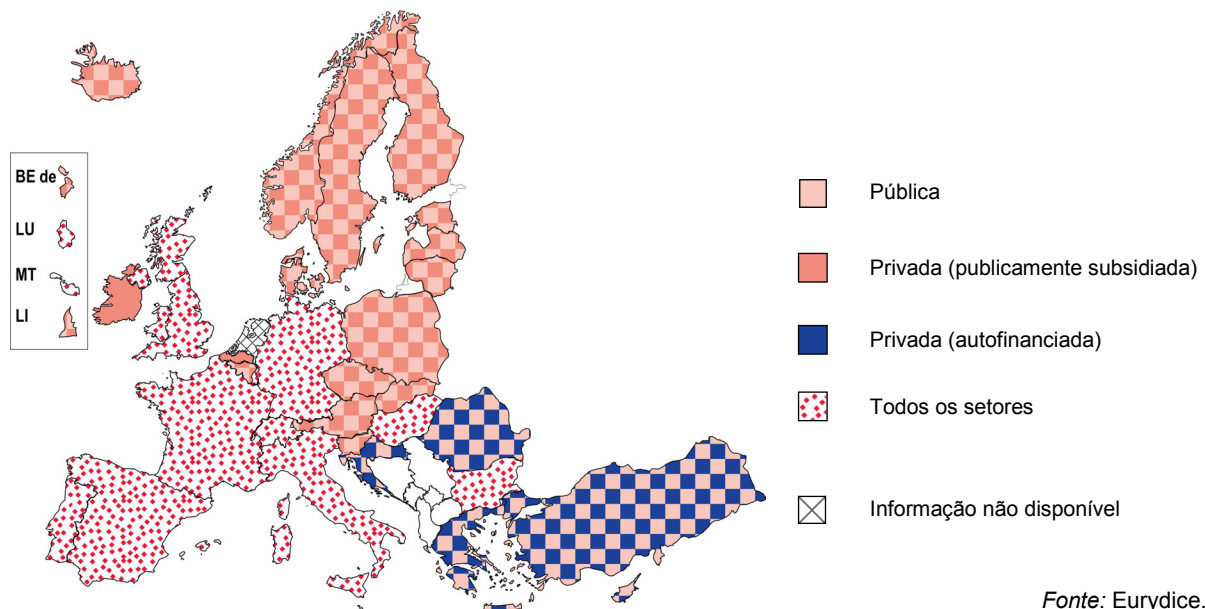 BE de
LU
MT
LI
Pública
Privada (publicamente subsidiada)
Privada (autofinanciada)
Todos os setores
Informação não disponível
Fonte: Eurydice.